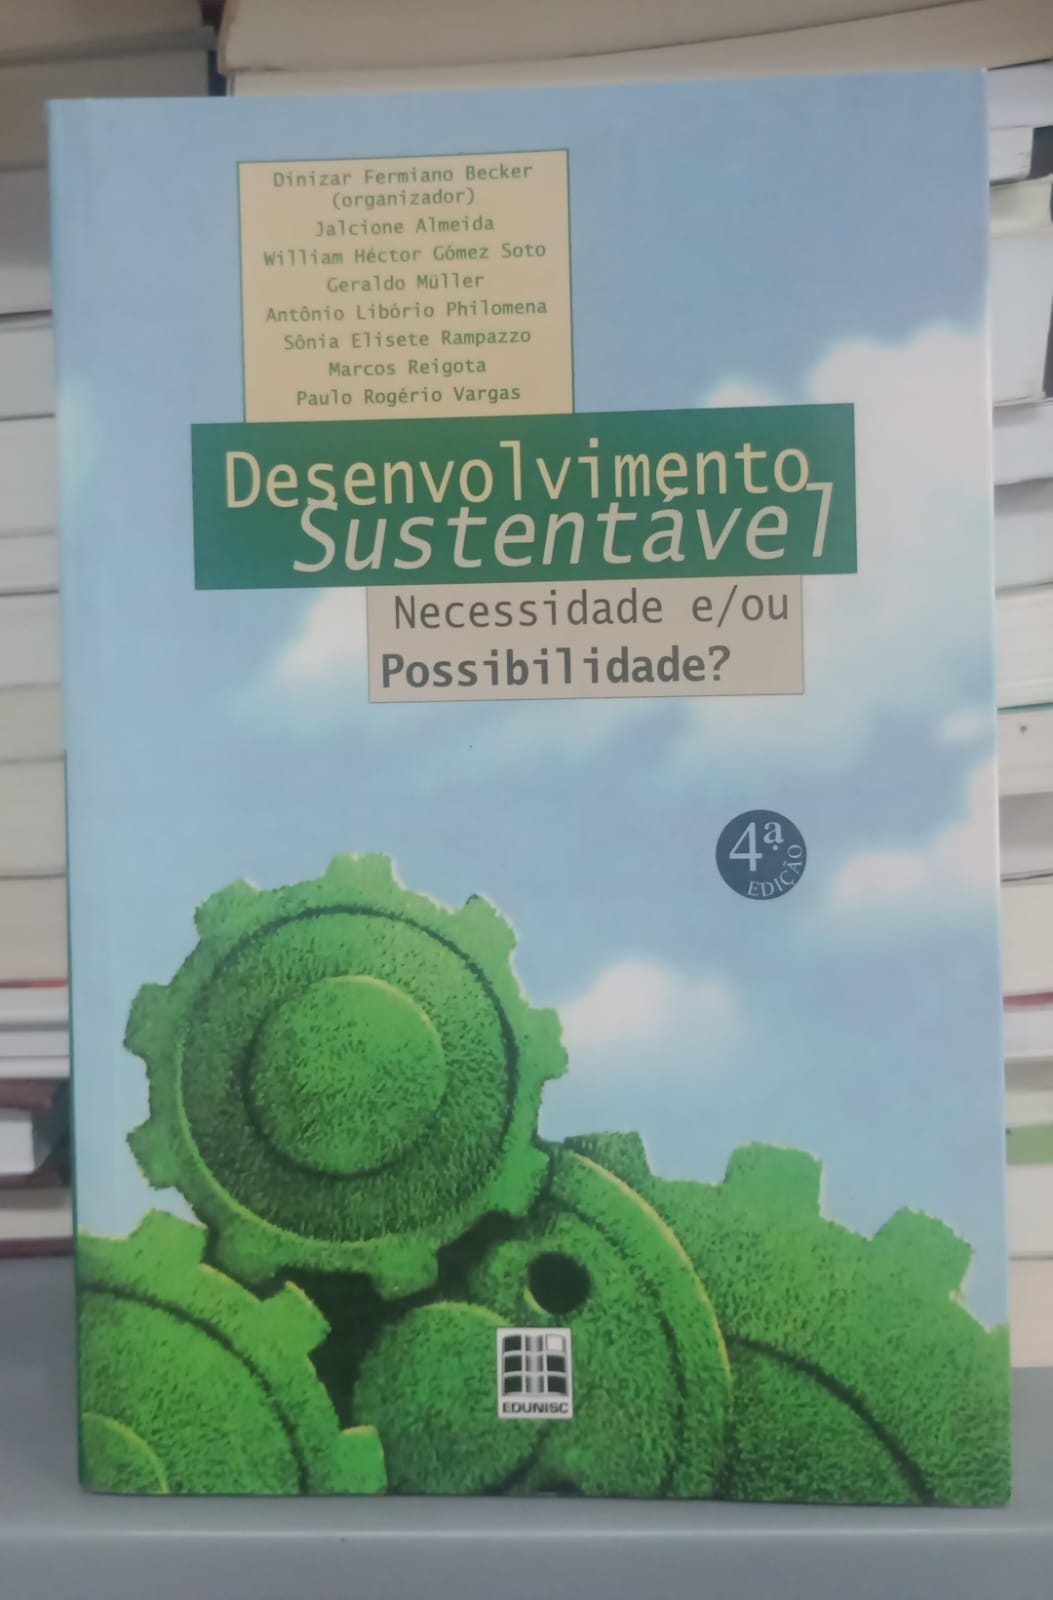 Dinizar Fermiano Becker
(organizador)
Jalcione Almeida
William Héctor Gómez Soto
Geraldo Müller
Antônio Libório Philomena
Sônia Elisete Rampazzo
Marcos Reigota
Paulo Rogério Vargas
Desenvolvimento
Sustentável
Necessidade e/ou
Possibilidade?
4ª
EDIÇÃO
EDUNISC